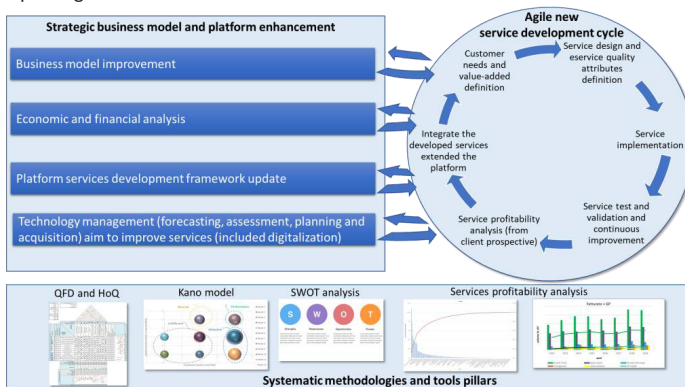 Strategic business model and platform enhancement
Business model improvement
Economic and financial analysis
Platform services development framework update
Technology management (forecasting, assessment, planning and
acquisition) aim to improve services (included digitalization)
Agile new
service development cycle
Customer
needs and
value-added
definition
Service design and
eservice quality
attributes
definition
Service
implementation
Service test and
validation and
continuous
improvement
Service profitability
analysis (from
client prospective)
Integrate the
developed services
extended the
platform
QFD and HoQ
Kano model
SWOT analysis
Services profitability analysis
S W O T
Systematic methodologies and tools pillars